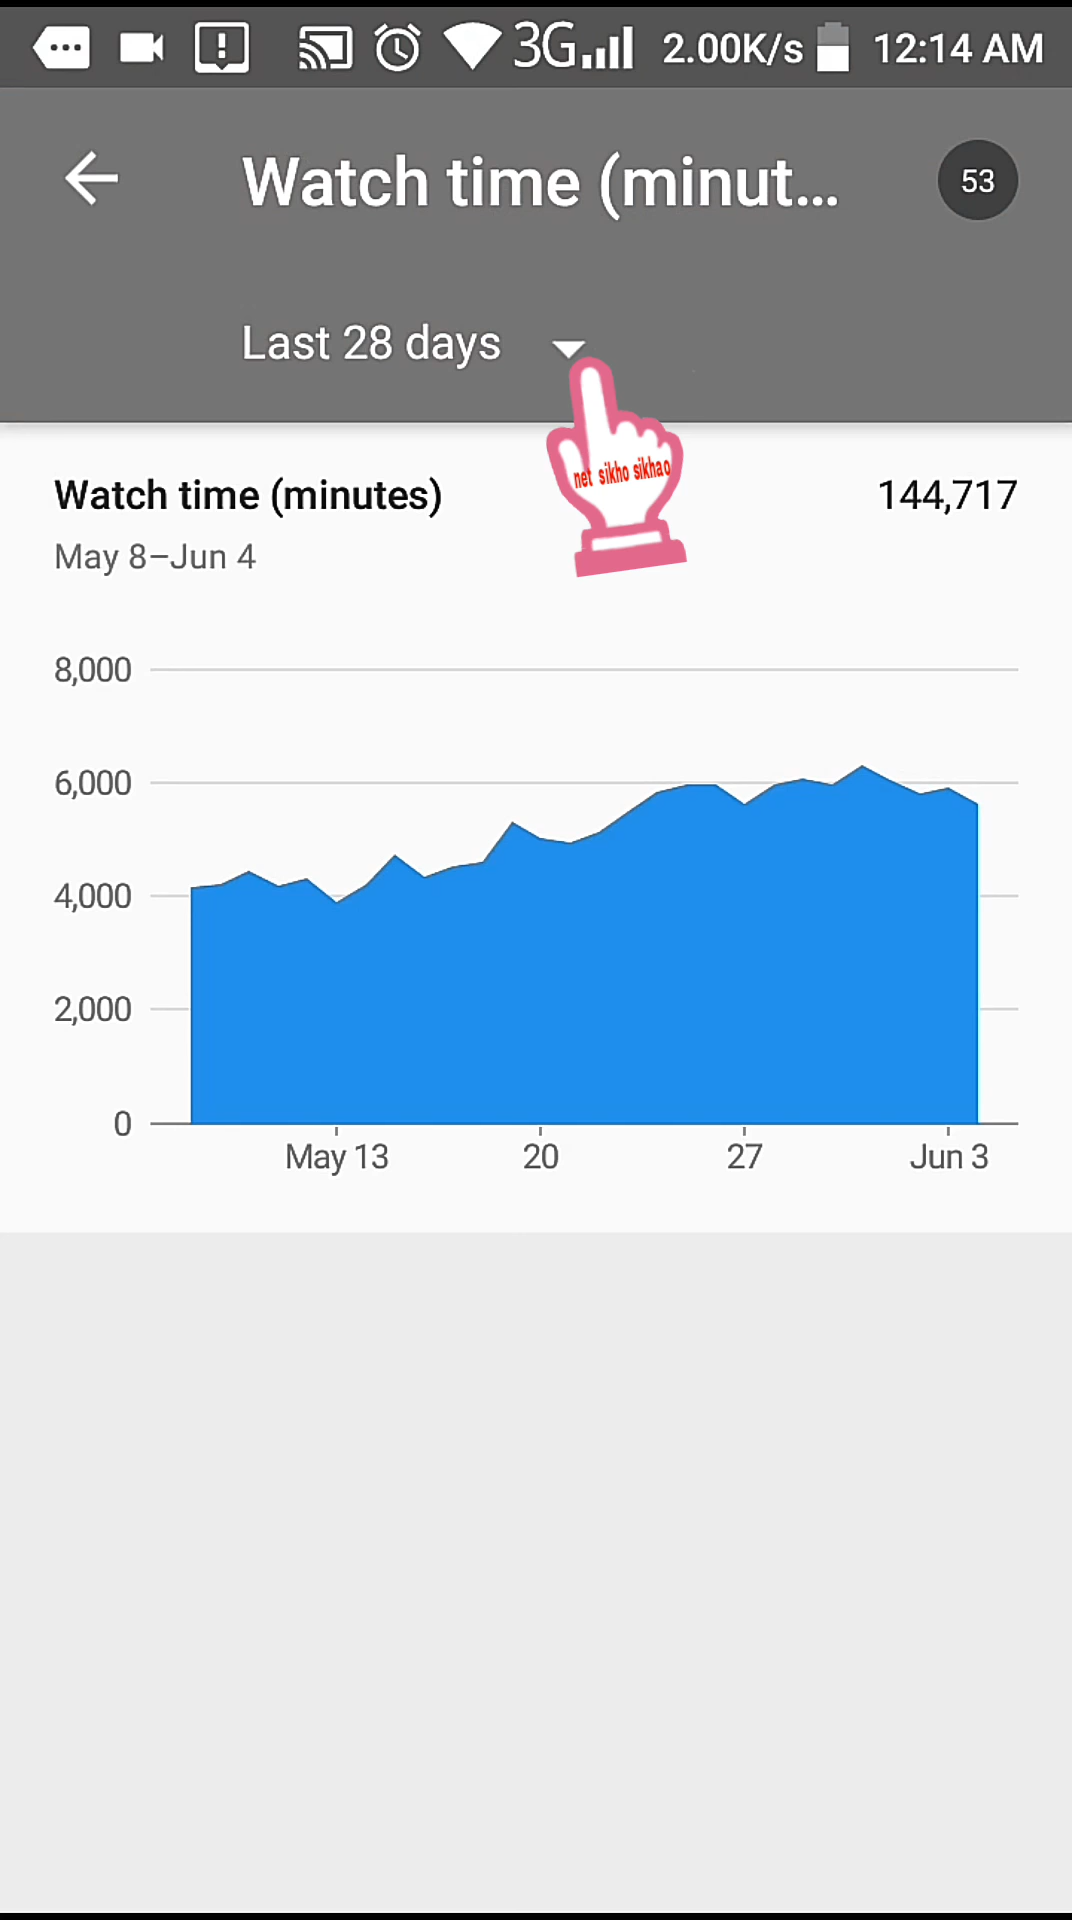 3G 2.00K/s 12:14 AM
Watch time (minut... 53
Last 28 days
net sikho sikhao
Watch time (minutes) 144,717
May 8–Jun 4
8,000
6,000
4,000
2,000
0
May 13 20 27 Jun 3